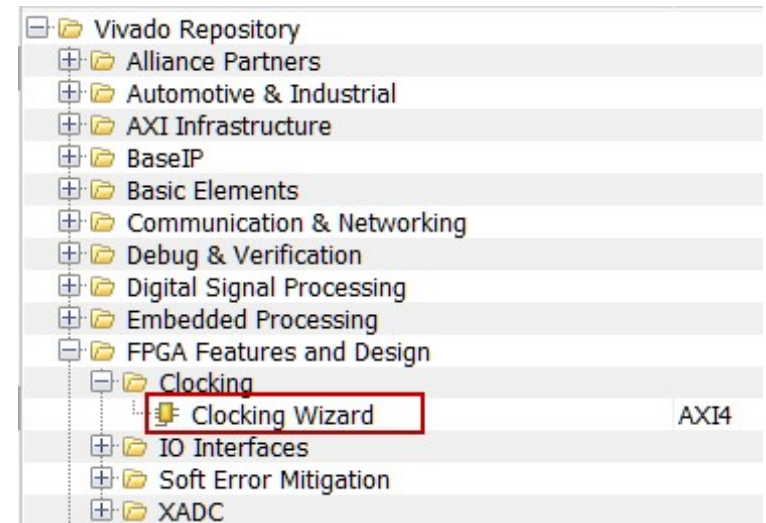 Vivado Repository
Alliance Partners
Automotive & Industrial
AXI Infrastructure
BaseIP
Basic Elements
Communication & Networking
Debug & Verification
Digital Signal Processing
Embedded Processing
FPGA Features and Design
Clocking
Clocking Wizard AXI4
IO Interfaces
Soft Error Mitigation
XADC